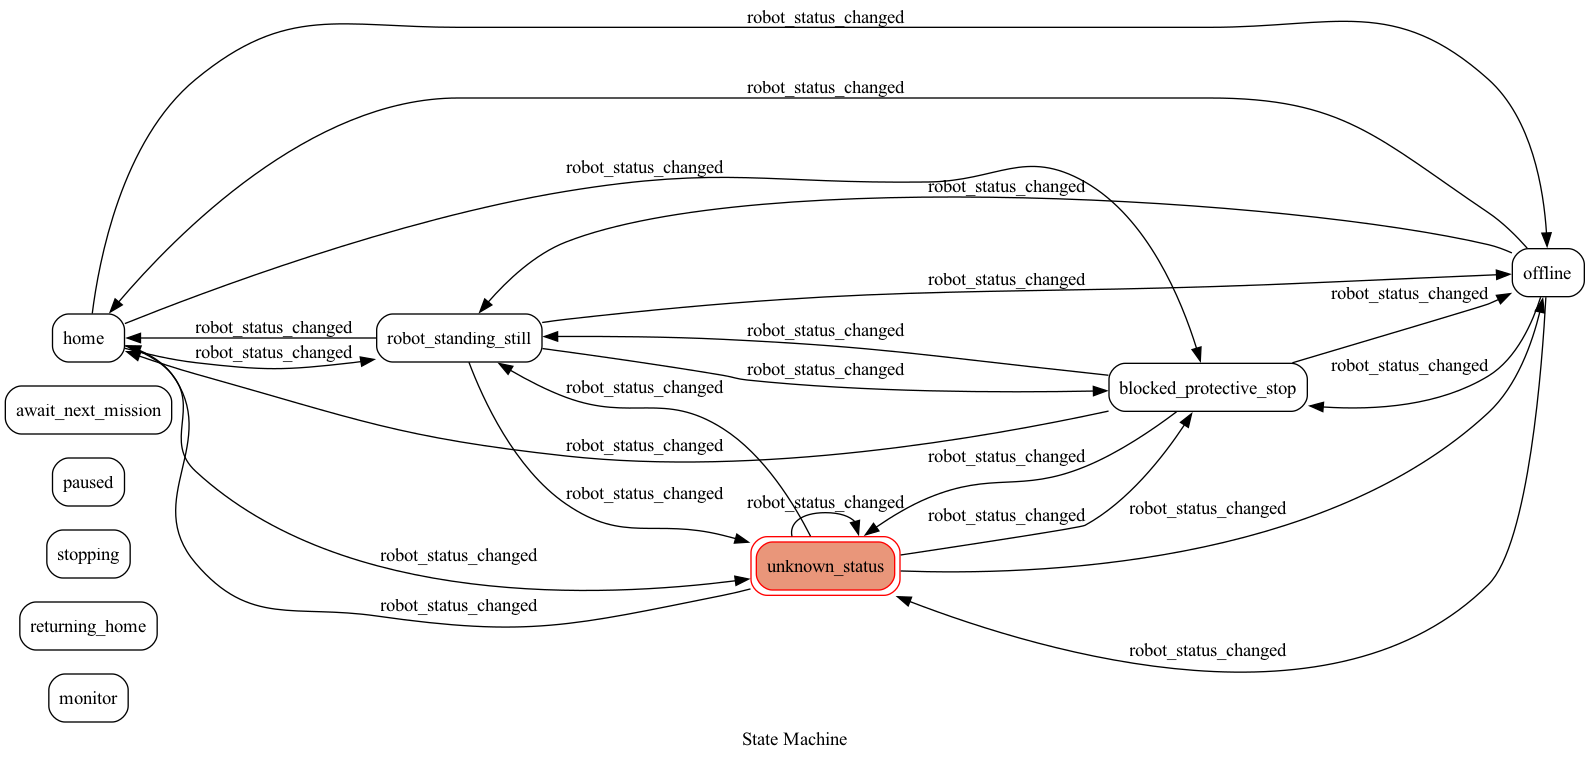 robot_status_changed
robot_status_changed
robot_status_changed
robot_status_changed
offline
robot_status_changed
robot_status_changed
home
robot_status_changed
robot_standing_still
robot_status_changed
robot_status_changed
robot_status_changed
robot_status_changed
robot_status_changed
blocked_protective_stop
robot_status_changed
await_next_mission
robot_status_changed
robot_status_changed
paused
robot_status_changed
robot_status_changed
robot_status_changed
robot_status_changed
stopping
robot_status_changed
unknown_status
robot_status_changed
returning_home
robot_status_changed
monitor
State Machine